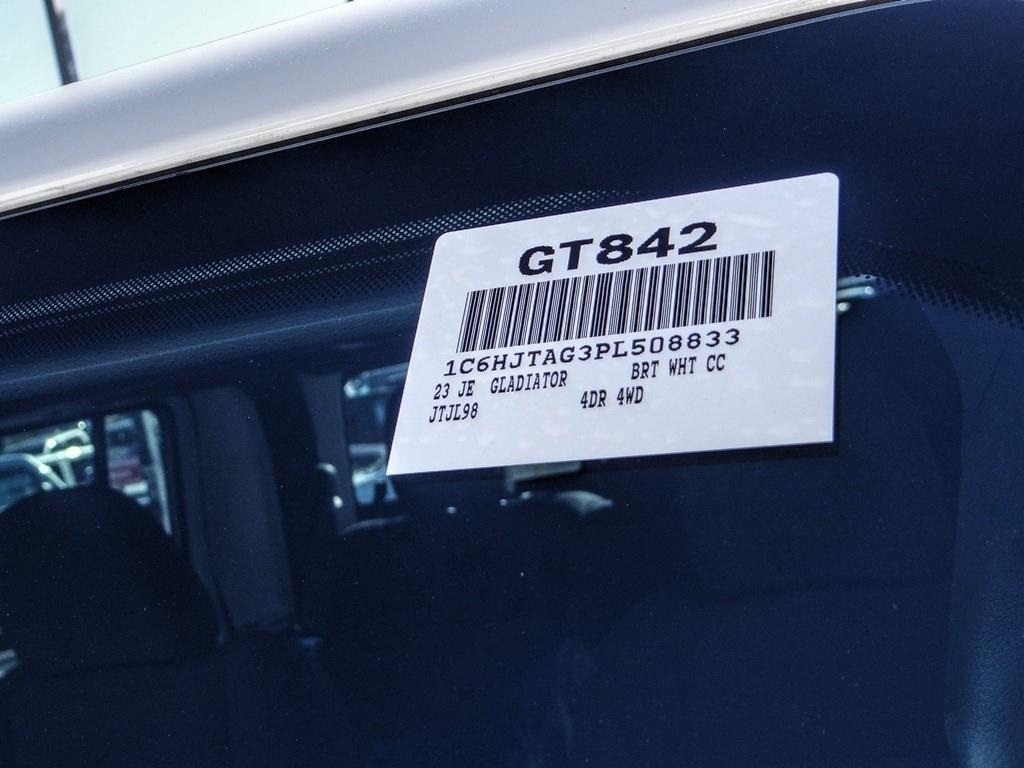 GT842
1C6HJTAG3PL508833
23 JE GLADIATOR BRT WHT CC
JTJL98 4DR 4WD